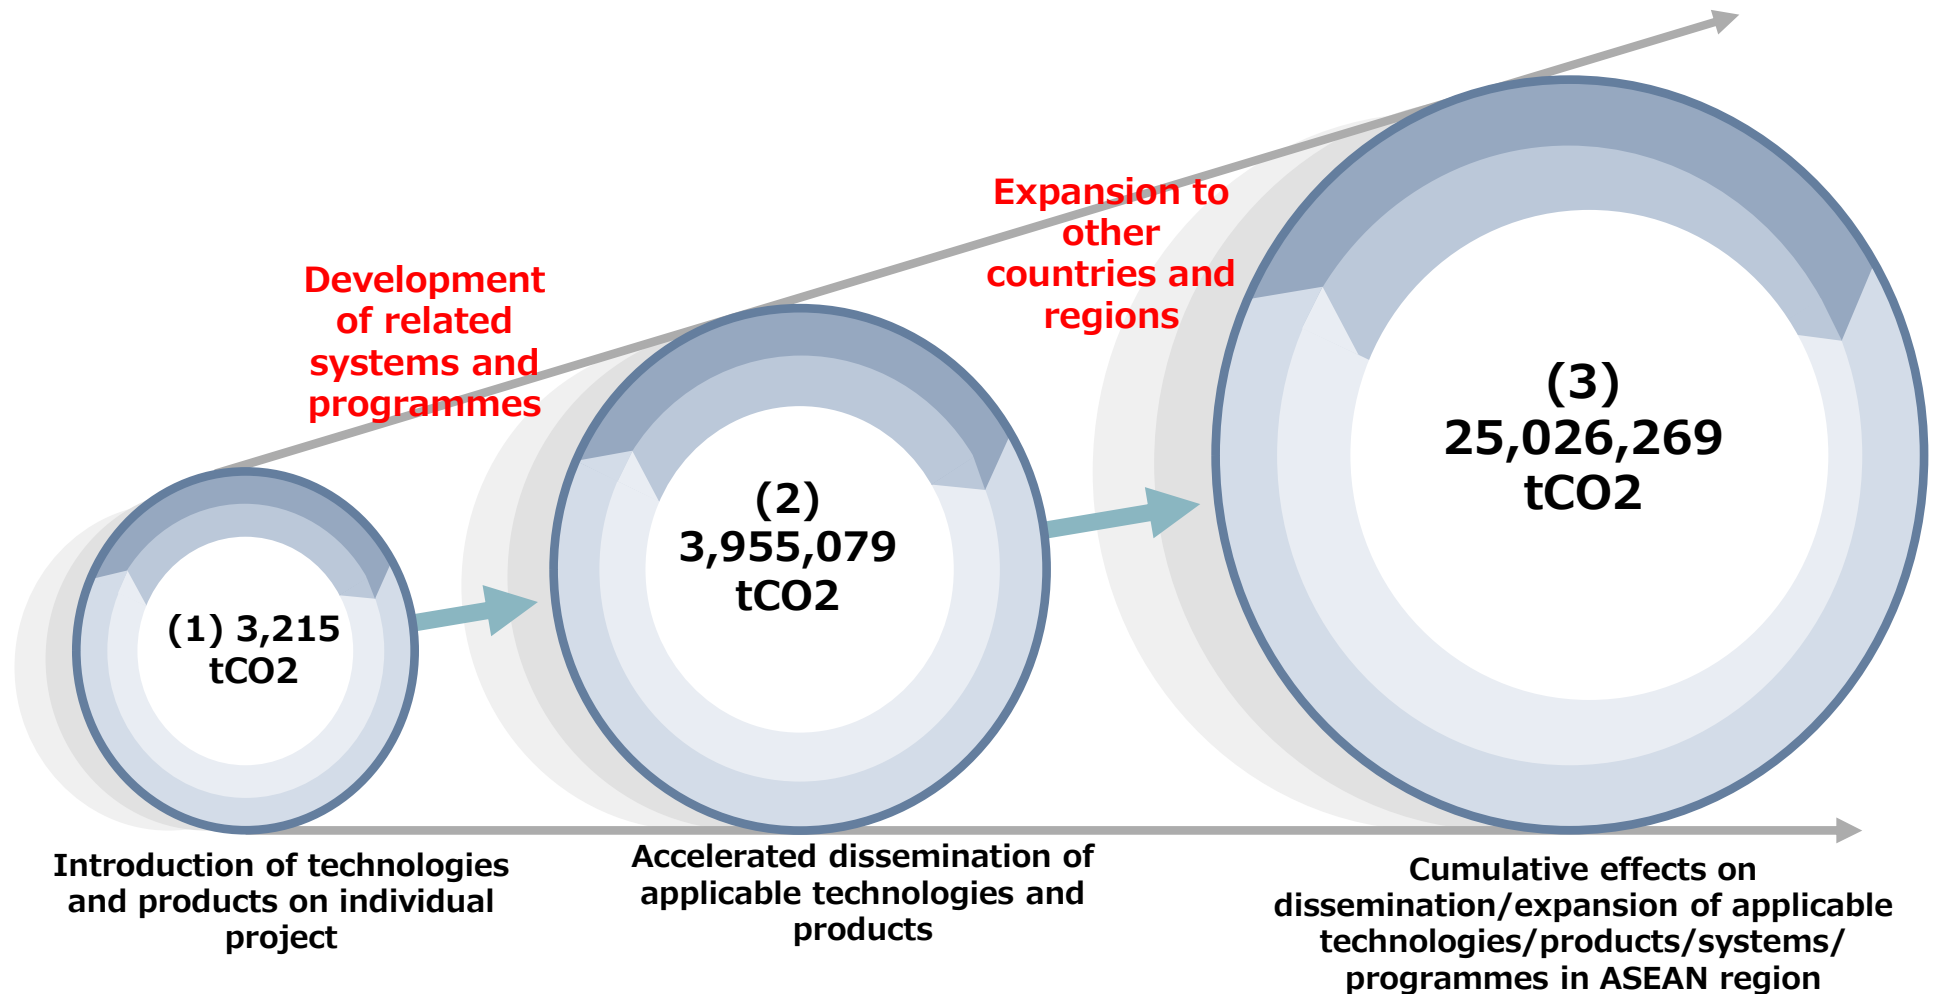 Expansion to
other
countries and
regions
Development
of related
systems and
programmes
(1) 3,215
tCO2
(2)
3,955,079
tCO2
(3)
25,026,269
tCO2
Introduction of technologies
and products on individual
project
Accelerated dissemination of
applicable technologies and
products
Cumulative effects on
dissemination/expansion of applicable
technologies/products/systems/
programmes in ASEAN region